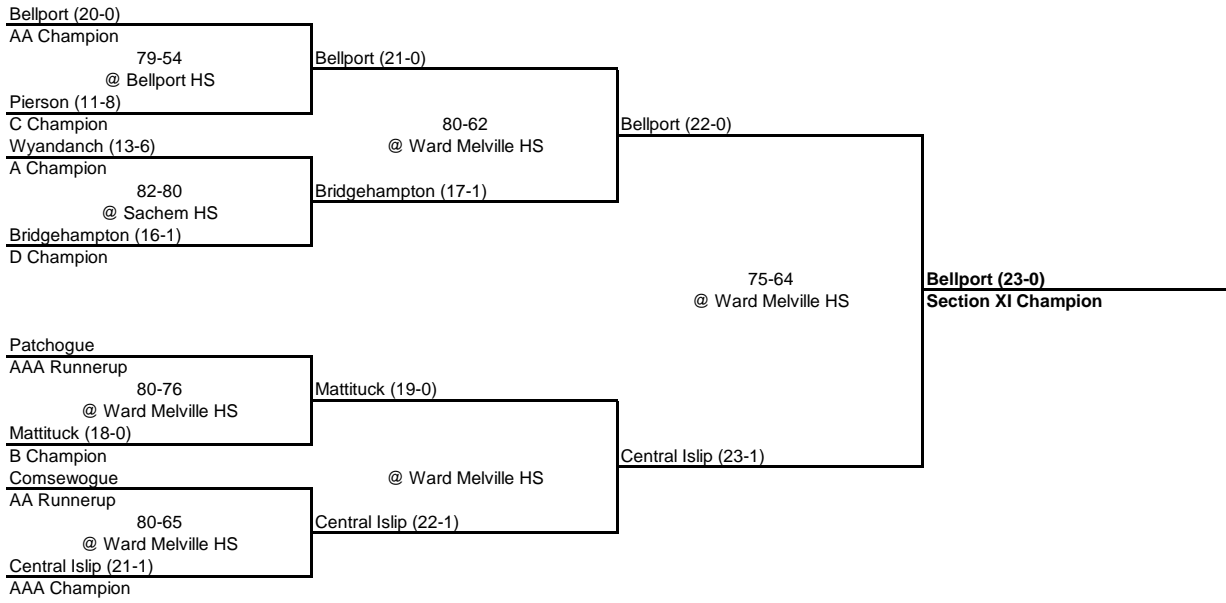 Bellport (20-0)
AA Champion
79-54
@ Bellport HS
Bellport (21-0)
Pierson (11-8)
C Champion
Wyandanch (13-6)
80-62
@ Ward Melville HS
Bellport (22-0)
A Champion
82-80
@ Sachem HS
Bridgehampton (17-1)
Bridgehampton (16-1)
D Champion
75-64
@ Ward Melville HS
Bellport (23-0)
Section XI Champion
Patchogue
AAA Runnerup
80-76
@ Ward Melville HS
Mattituck (19-0)
Mattituck (18-0)
B Champion
Comsewogue
@ Ward Melville HS
Central Islip (23-1)
AA Runnerup
80-65
@ Ward Melville HS
Central Islip (22-1)
Central Islip (21-1)
AAA Champion